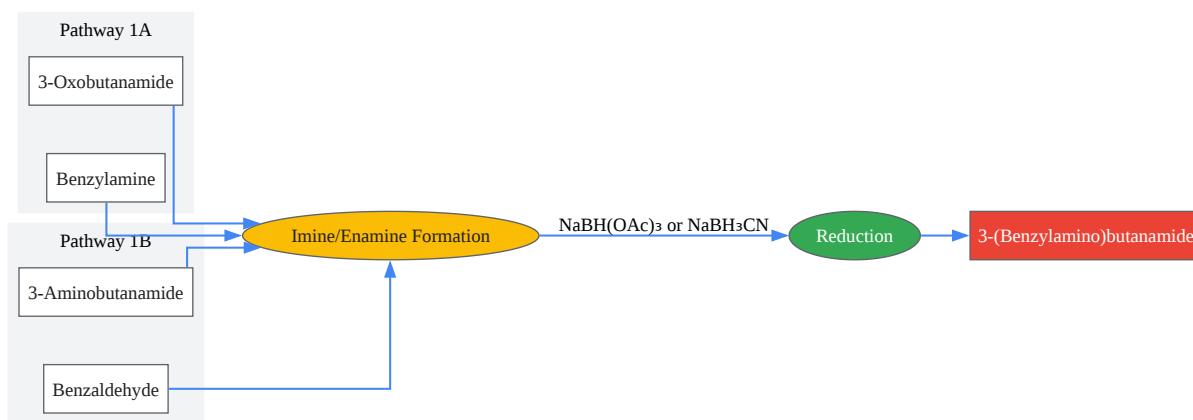 Pathway 1A
3-Oxobutanamide
Benzylamine
Pathway 1B
3-Aminobutanamide
Benzaldehyde
Imine/Enamine Formation
NaBH(OAc)₃ or NaBH₃CN
Reduction
3-(Benzylamino)butanamide